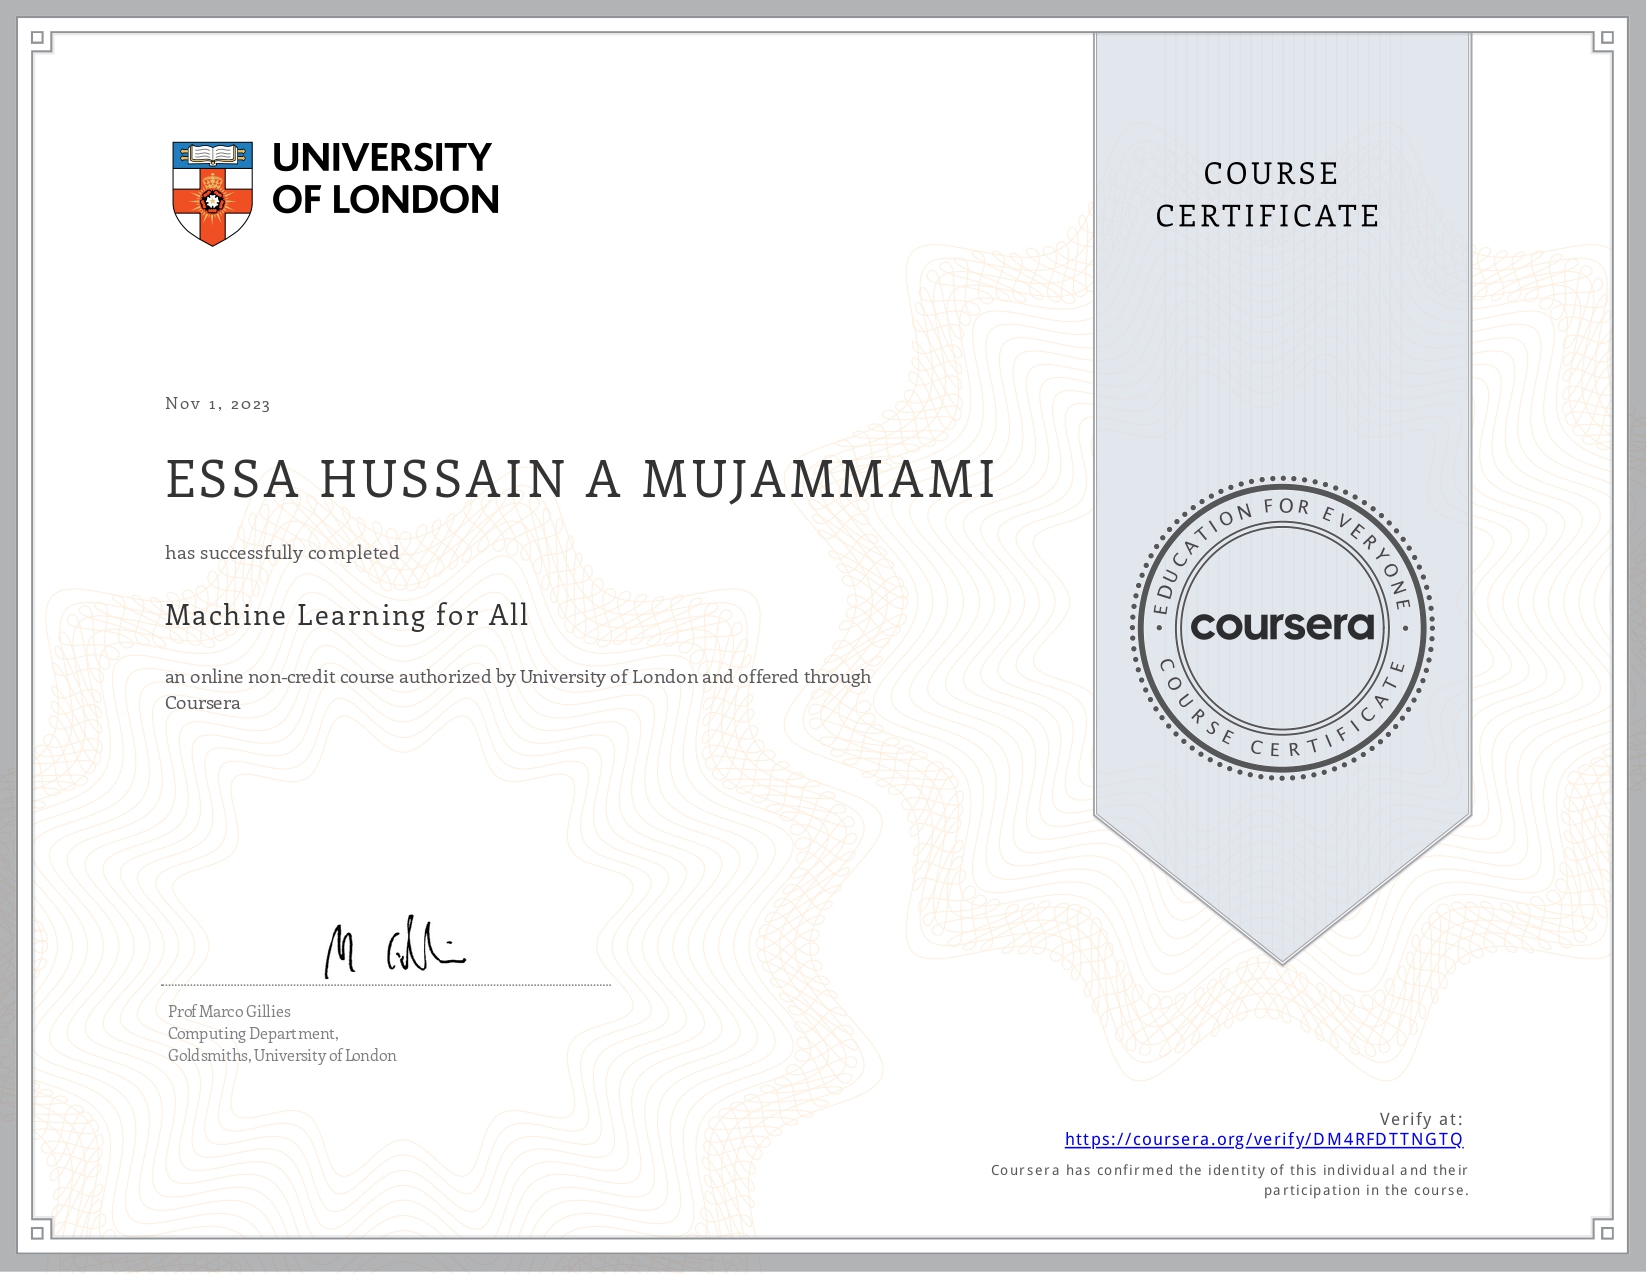 UNIVERSITY
OF LONDON
COURSE
CERTIFICATE
Nov 1, 2023
ESSA HUSSAIN A MUJAMMAMI
has successfully completed
Machine Learning for All
an online non-credit course authorized by University of London and offered through
Coursera
EDUCATION FOR EVERYONE
coursera
COURSE CERTIFICATE
M Gilli
Prof Marco Gillies
Computing Department,
Goldsmiths, University of London
Verify at:
https://coursera.org/verify/DM4RFDTTNGTQ
Coursera has confirmed the identity of this individual and their
participation in the course.